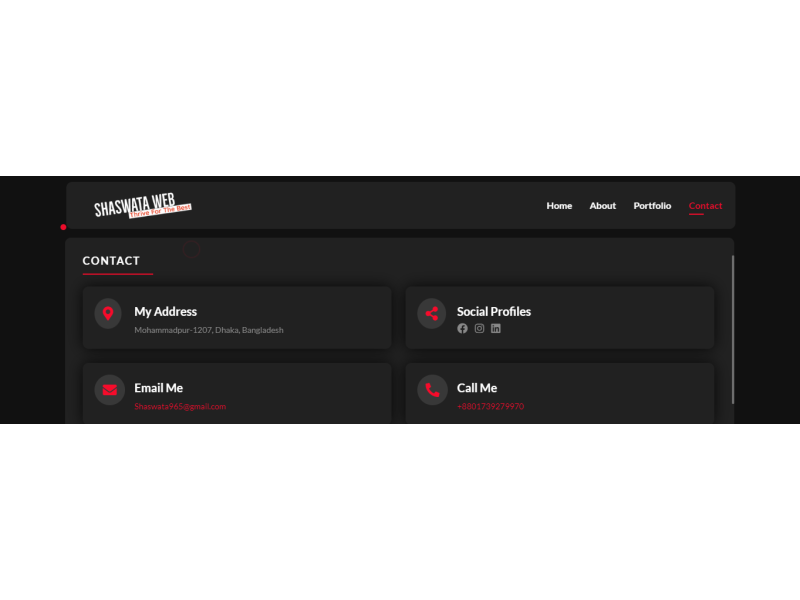 SHASWATA WEB
Thrive For The Best
Home About Portfolio Contact
CONTACT
My Address
Mohammadpur-1207, Dhaka, Bangladesh
Social Profiles
Email Me
Shaswata965@gmail.com
Call Me
+8801739279970